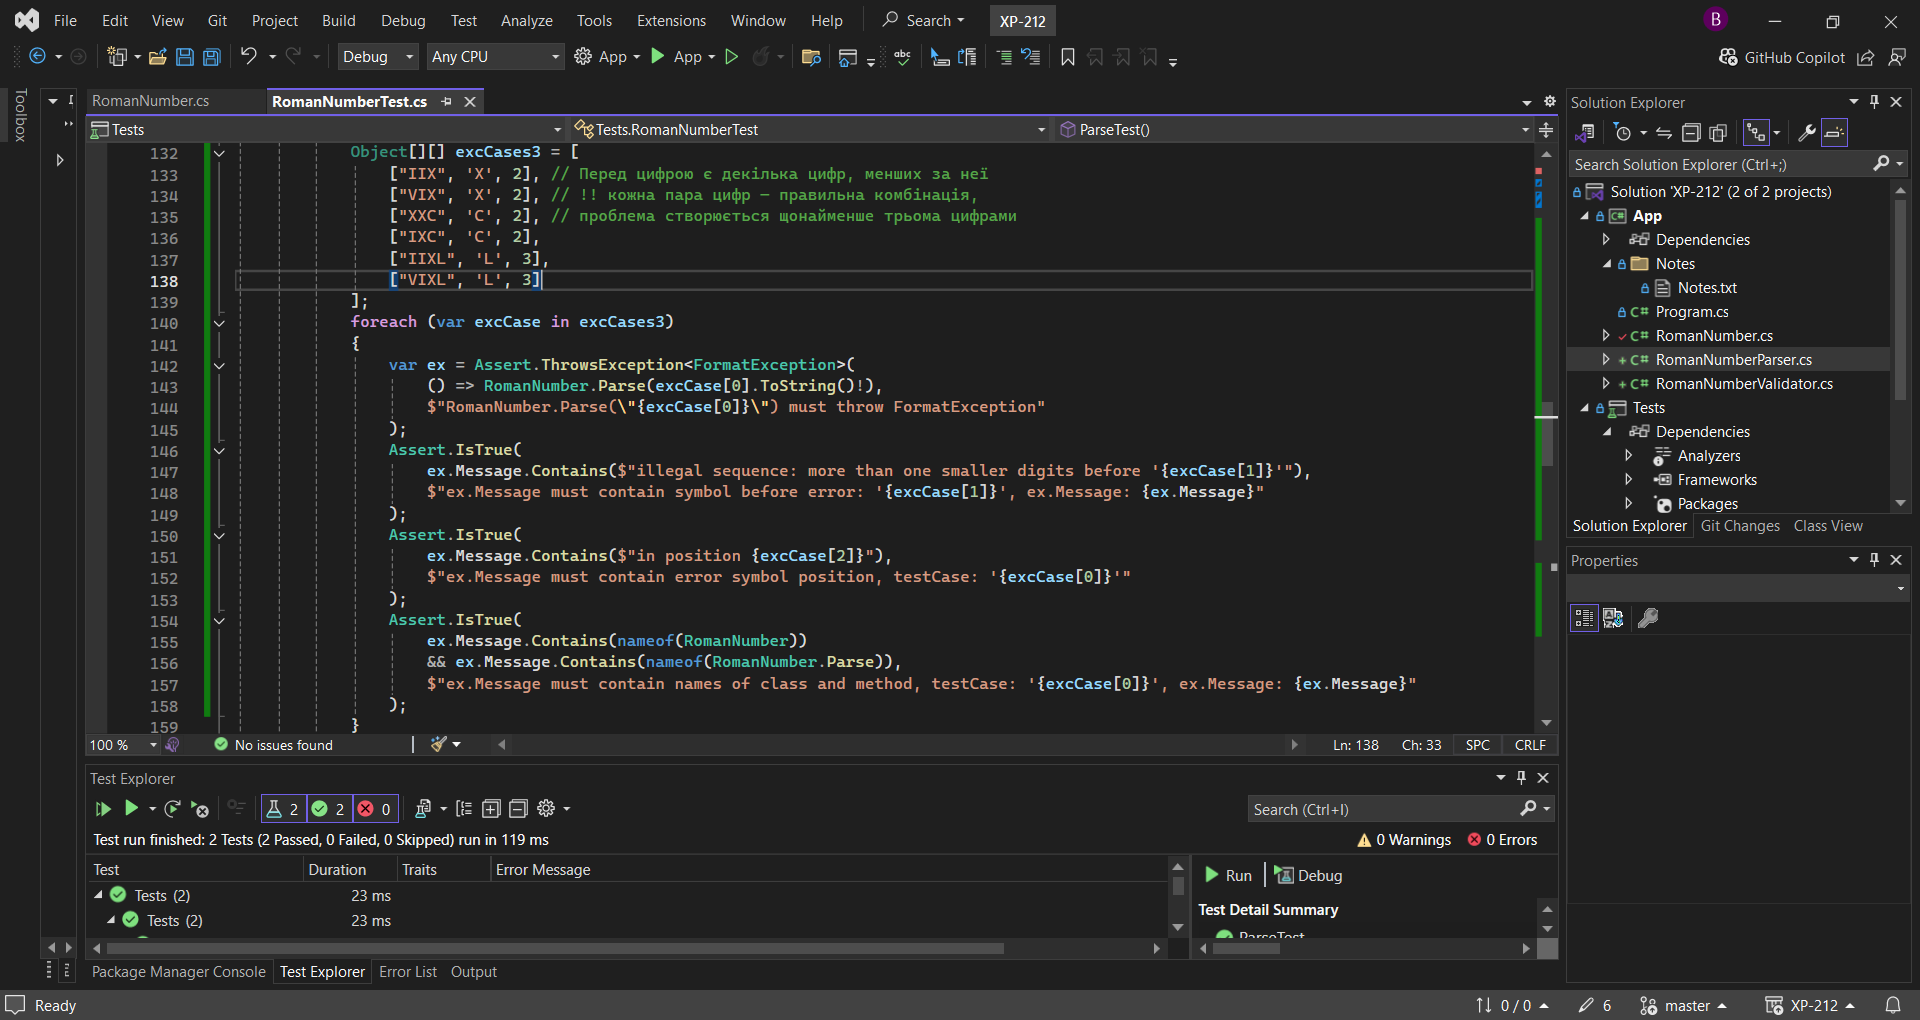 File Edit View Git Project Build Debug Test Analyze Tools Extensions Window Help Search XP-212 B
Debug Any CPU App App GitHub Copilot
Toolbox
RomanNumber.cs RomanNumberTest.cs
Tests Tests.RomanNumberTest ParseTest()
132 Object[][] excCases3 = [
133 ["IIX", 'X', 2], // Перед цифрою є декілька цифр, менших за неї
134 ["VIX", 'X', 2], // !! кожна пара цифр — правильна комбінація,
135 ["XXC", 'C', 2], // проблема створюється щонайменше трьома цифрами
136 ["IXC", 'C', 2],
137 ["IIXL", 'L', 3],
138 ["VIXL", 'L', 3]
139 ];
140 foreach (var excCase in excCases3)
141 {
142 var ex = Assert.ThrowsException<FormatException>(
143 () => RomanNumber.Parse(excCase[0].ToString()!),
144 $"RomanNumber.Parse(\"{excCase[0]}\") must throw FormatException"
145 );
146 Assert.IsTrue(
147 ex.Message.Contains($"illegal sequence: more than one smaller digits before '{excCase[1]}'"),
148 $"ex.Message must contain symbol before error: '{excCase[1]}', ex.Message: {ex.Message}"
149 );
150 Assert.IsTrue(
151 ex.Message.Contains($"in position {excCase[2]}"),
152 $"ex.Message must contain error symbol position, testCase: '{excCase[0]}'"
153 );
154 Assert.IsTrue(
155 ex.Message.Contains(nameof(RomanNumber))
156 && ex.Message.Contains(nameof(RomanNumber.Parse)),
157 $"ex.Message must contain names of class and method, testCase: '{excCase[0]}', ex.Message: {ex.Message}"
158 );
159 }
100 % No issues found Ln: 138 Ch: 33 SPC CRLF
Test Explorer
2 2 0 Search (Ctrl+I)
Test run finished: 2 Tests (2 Passed, 0 Failed, 0 Skipped) run in 119 ms 0 Warnings 0 Errors
Test Duration Traits Error Message
Tests (2) 23 ms
Tests (2) 23 ms
Run Debug
Test Detail Summary
ParseTest
Package Manager Console Test Explorer Error List Output
Solution Explorer
Search Solution Explorer (Ctrl+;)
Solution 'XP-212' (2 of 2 projects)
App
Dependencies
Notes
Notes.txt
Program.cs
RomanNumber.cs
RomanNumberParser.cs
RomanNumberValidator.cs
Tests
Dependencies
Analyzers
Frameworks
Packages
Solution Explorer Git Changes Class View
Properties
Ready 0 / 0 6 master XP-212